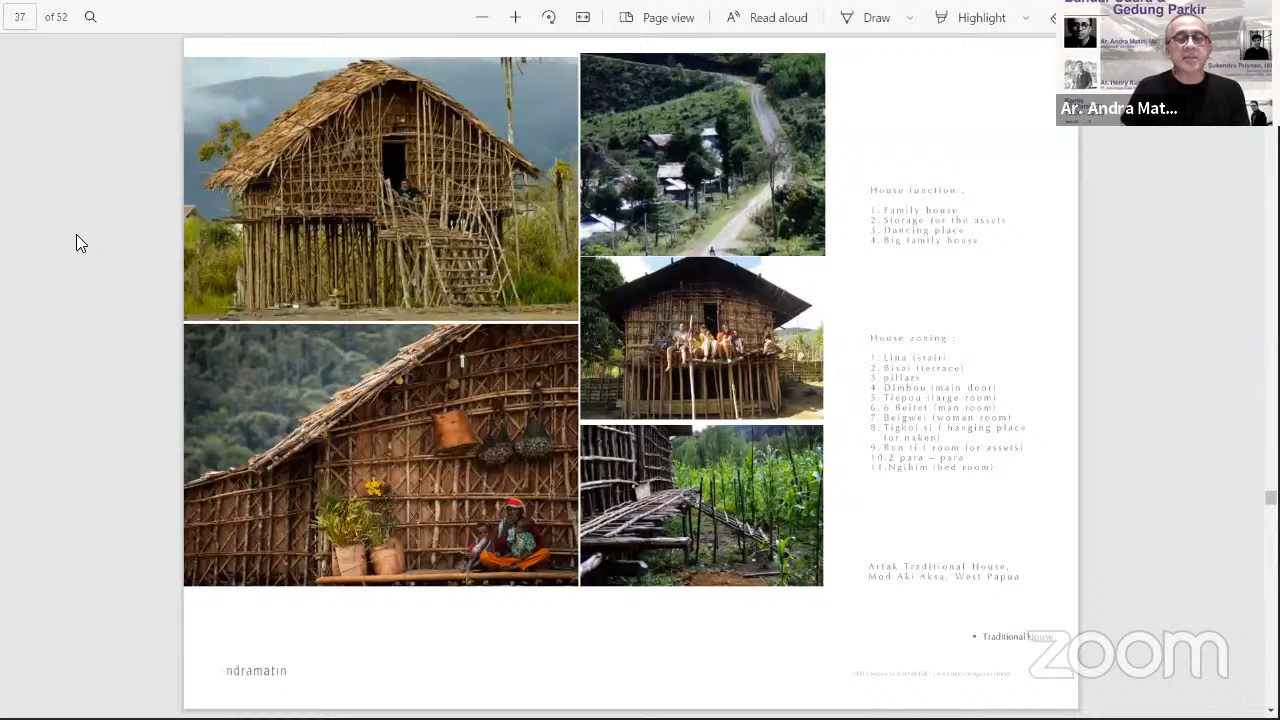 37 of 52
Page view
Read aloud
Draw
Highlight
Gedung Parkir
Ar. Andra Matin, IAI
Ar. Andra Mat...
House function :
1. Family house
2. Storage for the assets
3. Dancing place
4. Big family house
House zoning :
1. Lina (stair)
2. Bisai (terrace)
3. pillars
4. Dimbou (main door)
5. Tiepou (large room)
6. 6 Beitet (man room)
7. Beigwei (woman room)
8. Tigkoi si ( hanging place
for naken)
9. Run ti ( room for assets)
10.2 para – para
11.Ngihim (bed room)
Traditional House,
Mod Aki Aksa, West Papua
▪ Traditional House
zoom
ndramatin